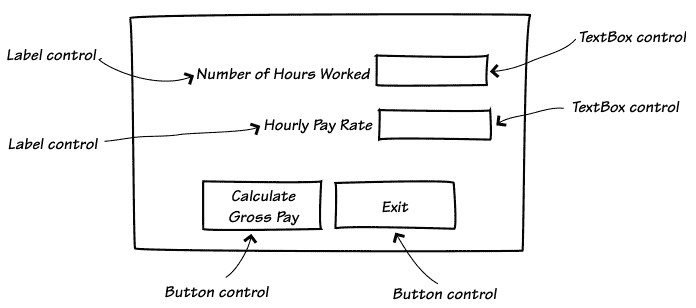 TextBox control
Label control
Number of Hours Worked
TextBox control
Hourly Pay Rate
Label control
Calculate
Gross Pay
Exit
Button control
Button control